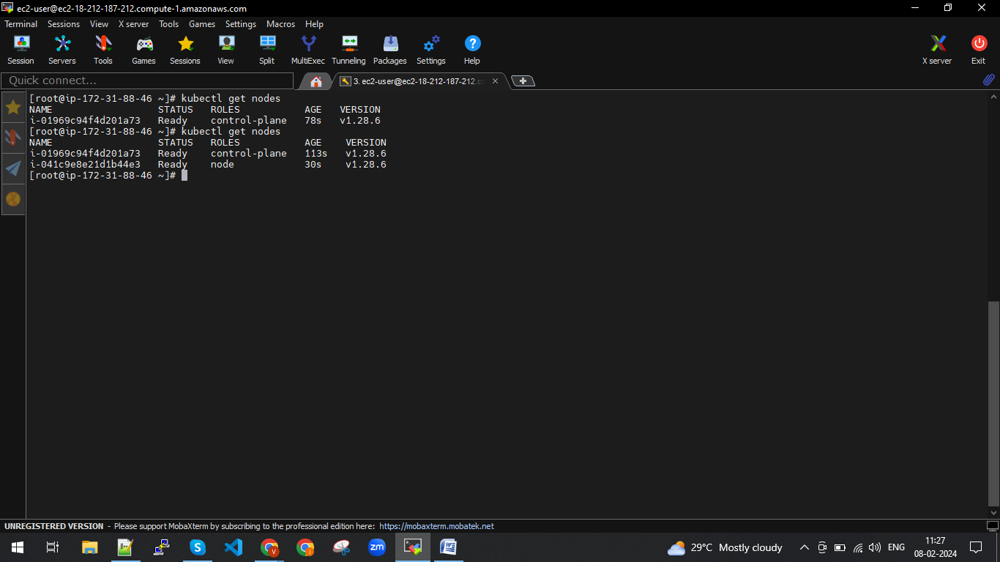 ec2-user@ec2-18-212-187-212.compute-1.amazonaws.com
Terminal Sessions View X server Tools Games Settings Macros Help
Session Servers Tools Games Sessions View Split MultiExec Tunneling Packages Settings Help X server Exit
Quick connect...
3. ec2-user@ec2-18-212-187-212.c
[root@ip-172-31-88-46 ~]# kubectl get nodes
NAME STATUS ROLES AGE VERSION
i-01969c94f4d201a73 Ready control-plane 78s v1.28.6
[root@ip-172-31-88-46 ~]# kubectl get nodes
NAME STATUS ROLES AGE VERSION
i-01969c94f4d201a73 Ready control-plane 113s v1.28.6
i-041c9e8e21d1b44e3 Ready node 30s v1.28.6
[root@ip-172-31-88-46 ~]#
UNREGISTERED VERSION - Please support MobaXterm by subscribing to the professional edition here: https://mobaxterm.mobatek.net
29°C Mostly cloudy
ENG
11:27
08-02-2024